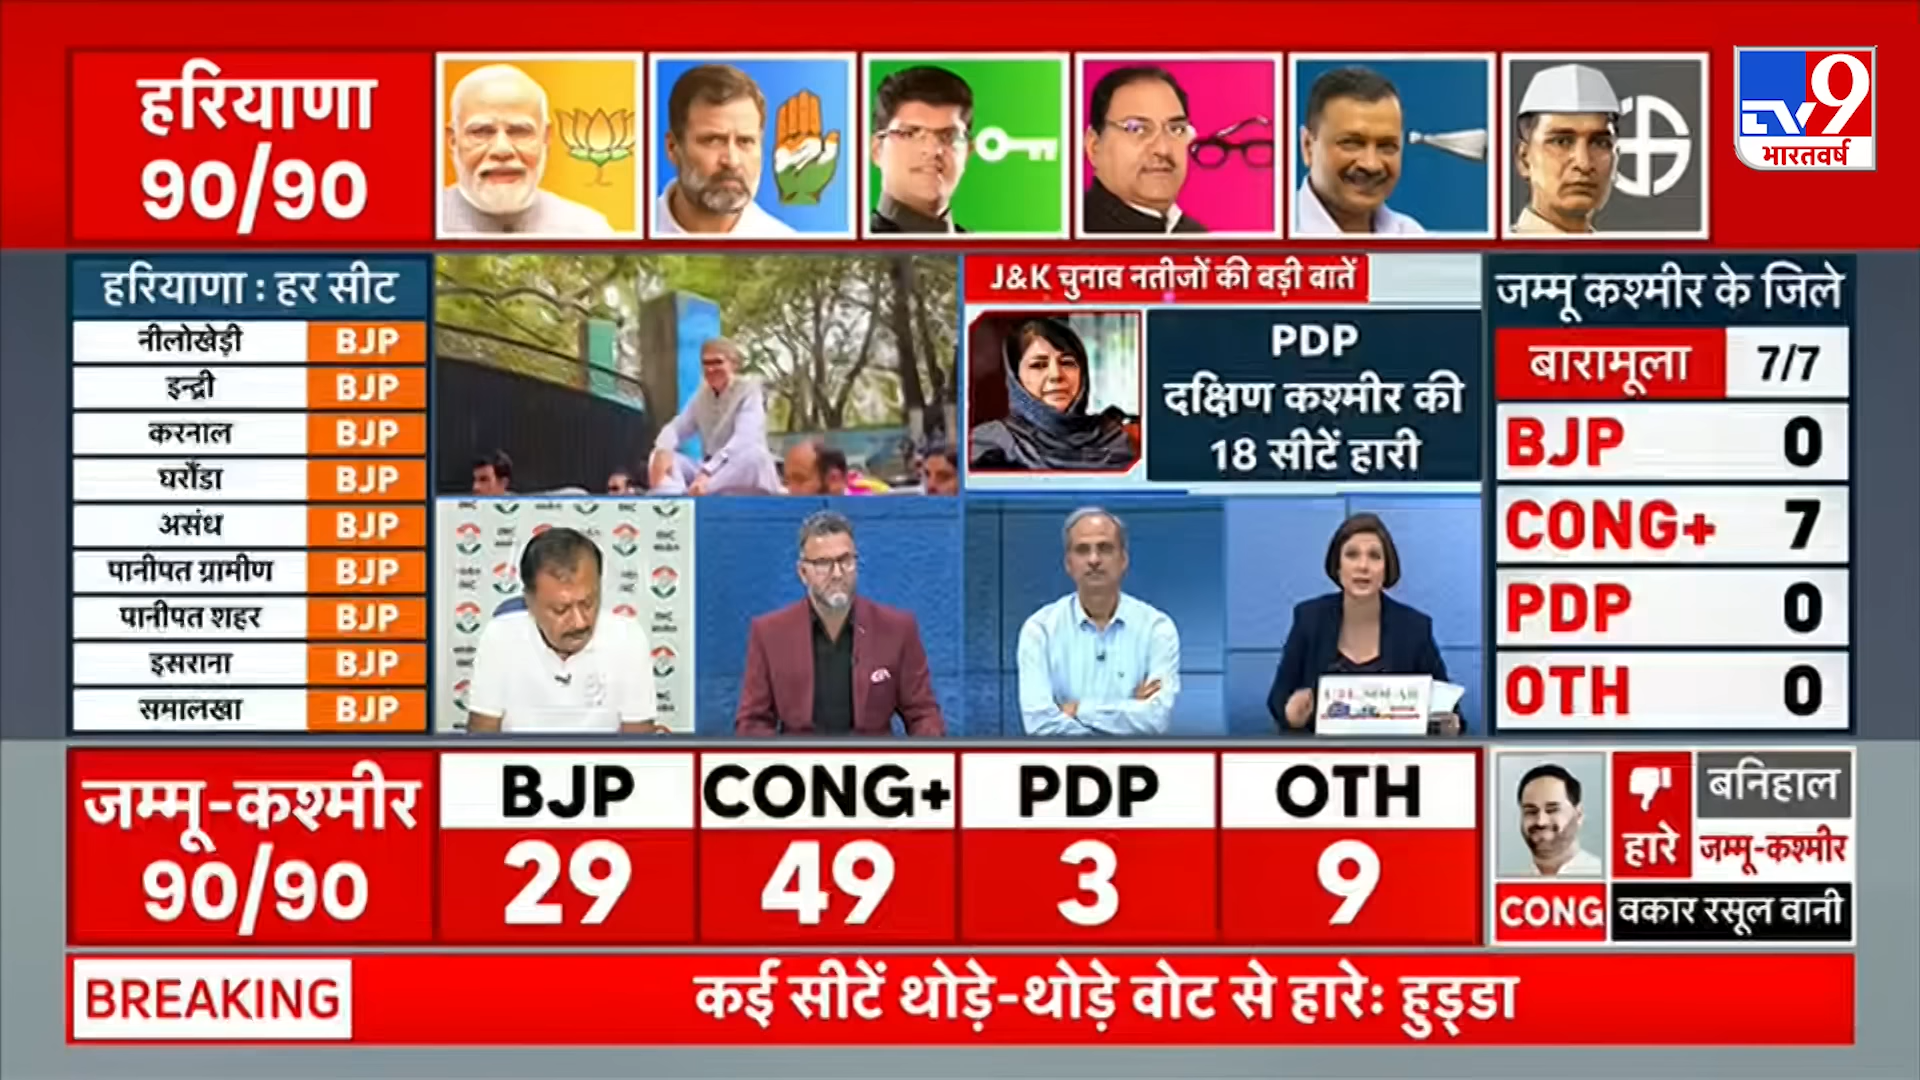 हरियाणा
90/90
TV9
भारतवर्ष
हरियाणा : हर सीट
नीलोखेड़ी BJP
इन्द्री BJP
करनाल BJP
घरौंडा BJP
असंध BJP
पानीपत ग्रामीण BJP
पानीपत शहर BJP
इसराना BJP
समालखा BJP
J&K चुनाव नतीजों की बड़ी बातें
PDP
दक्षिण कश्मीर की
18 सीटें हारी
जम्मू कश्मीर के जिले
बारामूला 7/7
BJP 0
CONG+ 7
PDP 0
OTH 0
जम्मू-कश्मीर
90/90
BJP CONG+ PDP OTH
29 49 3 9
बनिहाल
हारे जम्मू-कश्मीर
CONG वकार रसूल वानी
BREAKING कई सीटें थोड़े-थोड़े वोट से हारेः हुड्डा